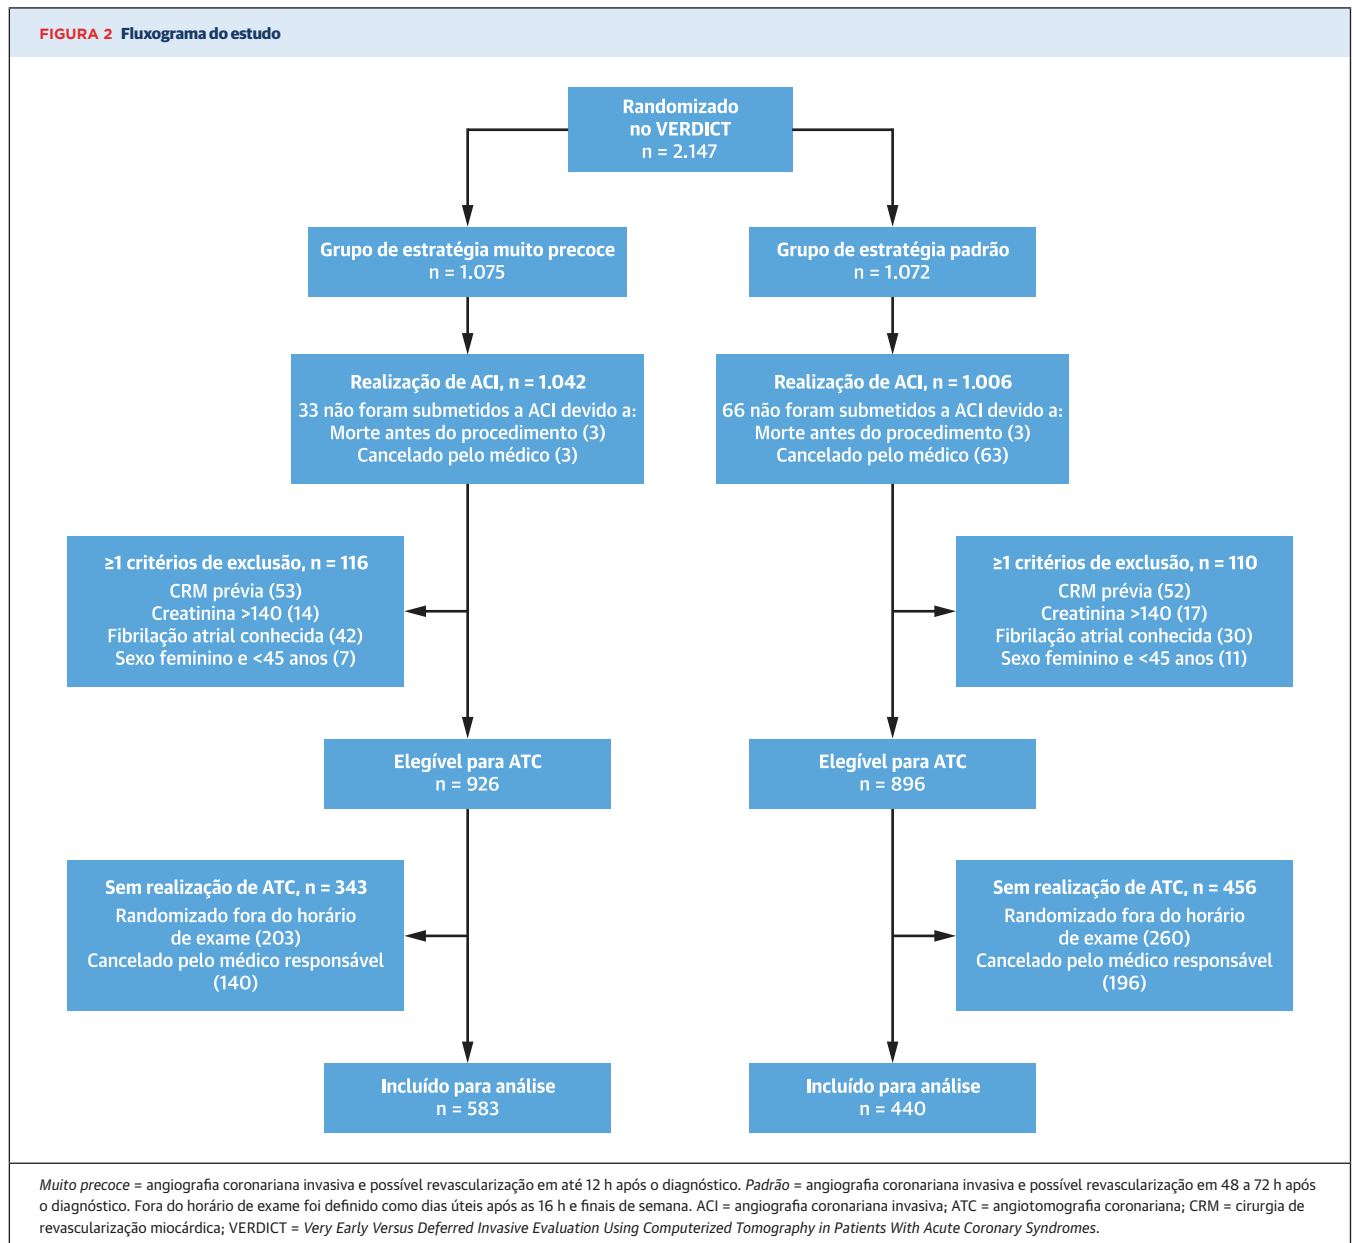 FIGURA 2 Fluxograma do estudo
Randomizado
no VERDICT
n = 2.147
Grupo de estratégia muito precoce
n = 1.075
Grupo de estratégia padrão
n = 1.072
Realização de ACI, n = 1.042
33 não foram submetidos a ACI devido a:
Morte antes do procedimento (3)
Cancelado pelo médico (3)
Realização de ACI, n = 1.006
66 não foram submetidos a ACI devido a:
Morte antes do procedimento (3)
Cancelado pelo médico (63)
≥1 critérios de exclusão, n = 116
CRM prévia (53)
Creatinina >140 (14)
Fibrilação atrial conhecida (42)
Sexo feminino e <45 anos (7)
≥1 critérios de exclusão, n = 110
CRM prévia (52)
Creatinina >140 (17)
Fibrilação atrial conhecida (30)
Sexo feminino e <45 anos (11)
Elegível para ATC
n = 926
Elegível para ATC
n = 896
Sem realização de ATC, n = 343
Randomizado fora do horário
de exame (203)
Cancelado pelo médico responsável
(140)
Sem realização de ATC, n = 456
Randomizado fora do horário
de exame (260)
Cancelado pelo médico responsável
(196)
Incluído para análise
n = 583
Incluído para análise
n = 440
Muito precoce = angiografia coronariana invasiva e possível revascularização em até 12 h após o diagnóstico. Padrão = angiografia coronariana invasiva e possível revascularização em 48 a 72 h após
o diagnóstico. Fora do horário de exame foi definido como dias úteis após as 16 h e finais de semana. ACI = angiografia coronariana invasiva; ATC = angiotomografia coronariana; CRM = cirurgia de
revascularização miocárdica; VERDICT = Very Early Versus Deferred Invasive Evaluation Using Computerized Tomography in Patients With Acute Coronary Syndromes.